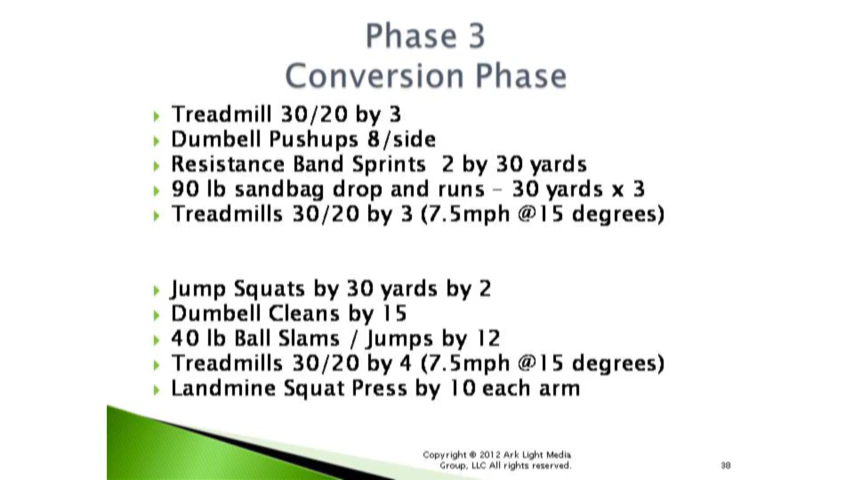 Phase 3
Conversion Phase
Treadmill 30/20 by 3
Dumbell Pushups 8/side
Resistance Band Sprints 2 by 30 yards
90 lb sandbag drop and runs – 30 yards x 3
Treadmills 30/20 by 3 (7.5mph @15 degrees)
Jump Squats by 30 yards by 2
Dumbell Cleans by 15
40 lb Ball Slams / Jumps by 12
Treadmills 30/20 by 4 (7.5mph @15 degrees)
Landmine Squat Press by 10 each arm
Copyright © 2012 Ark Light Media
Group, LLC All rights reserved.
38